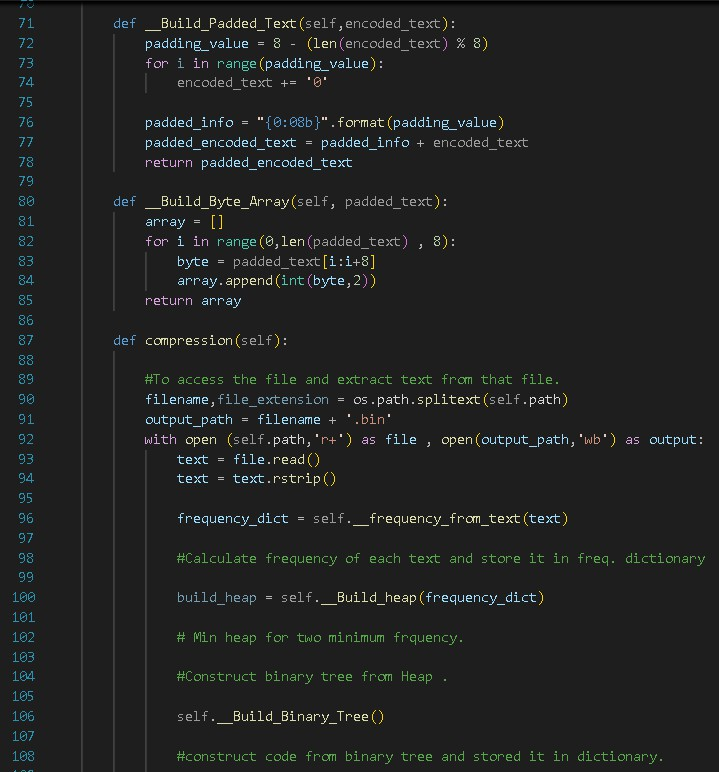 71 def __Build_Padded_Text(self,encoded_text):
72 padding_value = 8 - (len(encoded_text) % 8)
73 for i in range(padding_value):
74 encoded_text += '0'
75
76 padded_info = "{0:08b}".format(padding_value)
77 padded_encoded_text = padded_info + encoded_text
78 return padded_encoded_text
79
80 def __Build_Byte_Array(self, padded_text):
81 array = []
82 for i in range(0,len(padded_text) , 8):
83 byte = padded_text[i:i+8]
84 array.append(int(byte,2))
85 return array
86
87 def compression(self):
88
89 #To access the file and extract text from that file.
90 filename,file_extension = os.path.splitext(self.path)
91 output_path = filename + '.bin'
92 with open (self.path,'r+') as file , open(output_path,'wb') as output:
93 text = file.read()
94 text = text.rstrip()
95
96 frequency_dict = self.__frequency_from_text(text)
97
98 #Calculate frequency of each text and store it in freq. dictionary
99
100 build_heap = self.__Build_heap(frequency_dict)
101
102 # Min heap for two minimum frquency.
103
104 #Construct binary tree from Heap .
105
106 self.__Build_Binary_Tree()
107
108 #construct code from binary tree and stored it in dictionary.